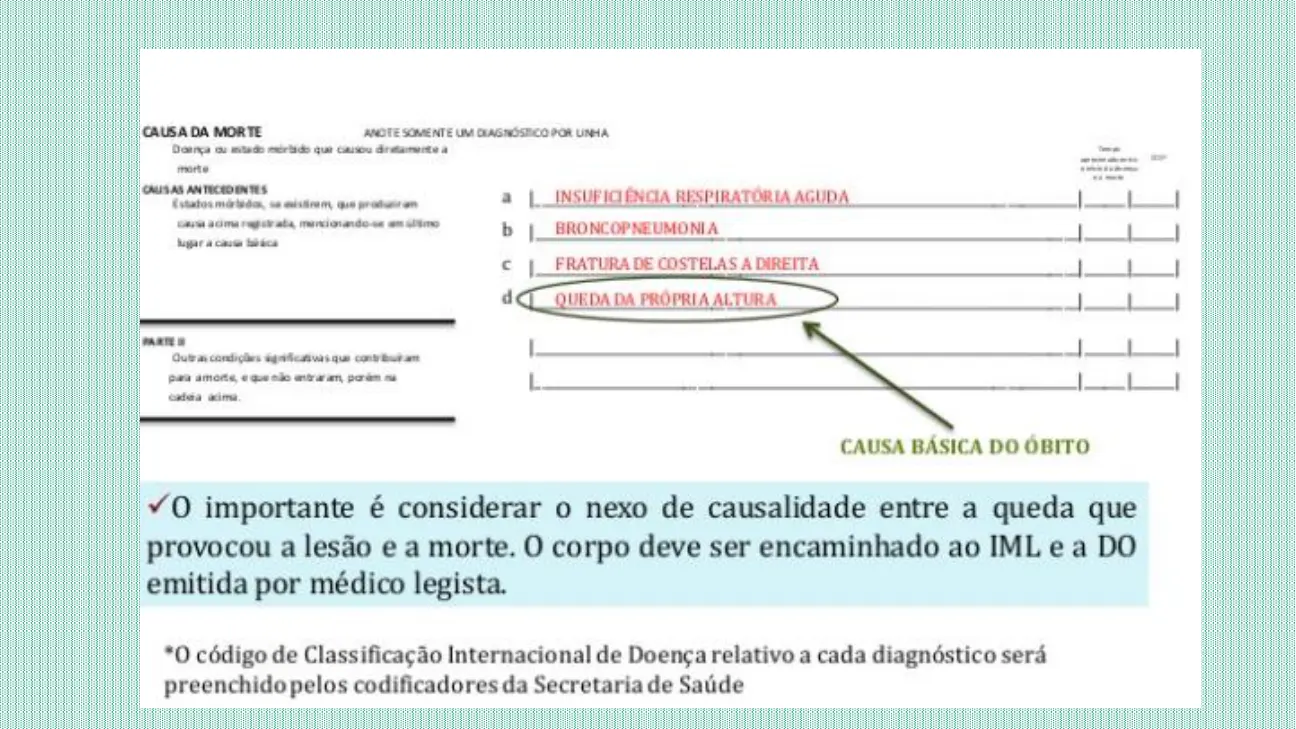 CAUSA DA MORTE ANOTE SOMENTE UM DIAGNÓSTICO POR LINHA
Doença ou estado mórbido que causou diretamente a
morte
CAUSAS ANTECEDENTES
Estados mórbidos, se existirem, que produziram
causa acima registrada, mencionando-se em último
lugar a causa básica
a INSUFICIÊNCIA RESPIRATÓRIA AGUDA
b BRONCOPNEUMONIA
c FRATURA DE COSTELAS A DIREITA
d QUEDA DA PRÓPRIA ALTURA
PARTE II
Outras condições significativas que contribuíram
para a morte, e que não entraram, porém na
cadeia acima.
CAUSA BÁSICA DO ÓBITO
✓O importante é considerar o nexo de causalidade entre a queda que
provocou a lesão e a morte. O corpo deve ser encaminhado ao IML e a DO
emitida por médico legista.
*O código de Classificação Internacional de Doença relativo a cada diagnóstico será
preenchido pelos codificadores da Secretaria de Saúde